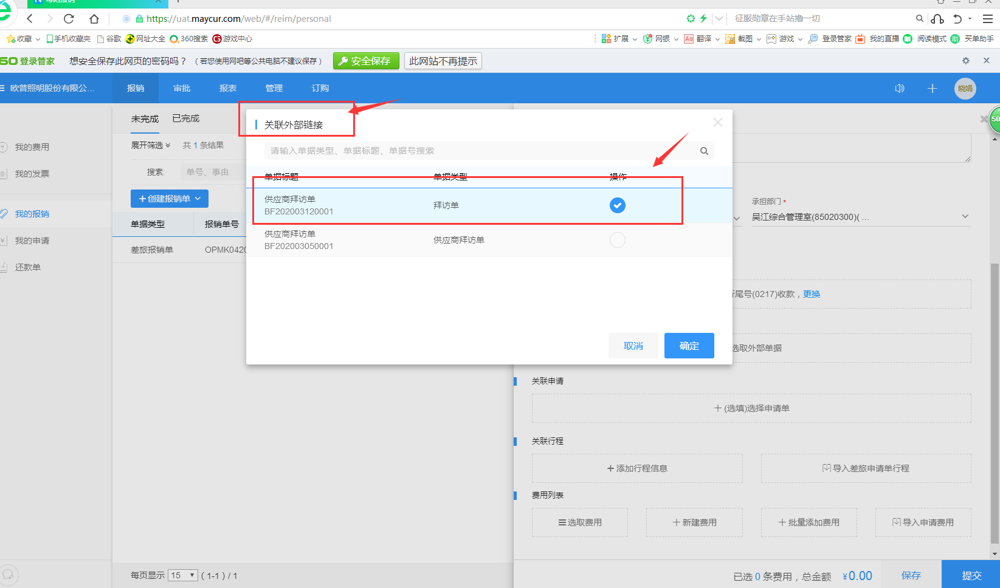 https://uat.maycur.com/web/#/reim/personal
征服勋章在手站撸一切
收藏 手机收藏夹 谷歌 网址大全 360搜索 游戏中心
扩展 网银 翻译 截图 游戏 登录管家 我的直播 阅读模式 买单助手
登录管家 想安全保存此网页的密码吗？（若您使用网吧等公共电脑不建议保存） 安全保存 此网站不再提示
欧普照明股份有限公... 报销 审批 报表 管理 订购 晓娟
未完成 已完成
我的费用
我的发票
我的报销
我的申请
还款单
展开筛选 共 1 条结果
搜索: 单号、事由
创建报销单
单据类型 报销单号
差旅报销单 OPMK042
关联外部链接
请输入单据类型、单据标题、单据号搜索
单据标题 单据类型 操作
供应商拜访单
BF202003120001
拜访单
供应商拜访单
BF202003050001
供应商拜访单
取消 确定
50
承担部门*
吴江综合管理室(85020300)( ...
尾号(0217)收款，更换
选取外部单据
关联申请
(选填)选择申请单
关联行程
添加行程信息 导入差旅申请单行程
费用列表
选取费用 新建费用 批量添加费用 导入申请费用
每页显示 15 ( 1-1 ) / 1
已选 0 条费用，总金额 ¥0.00 保存 提交